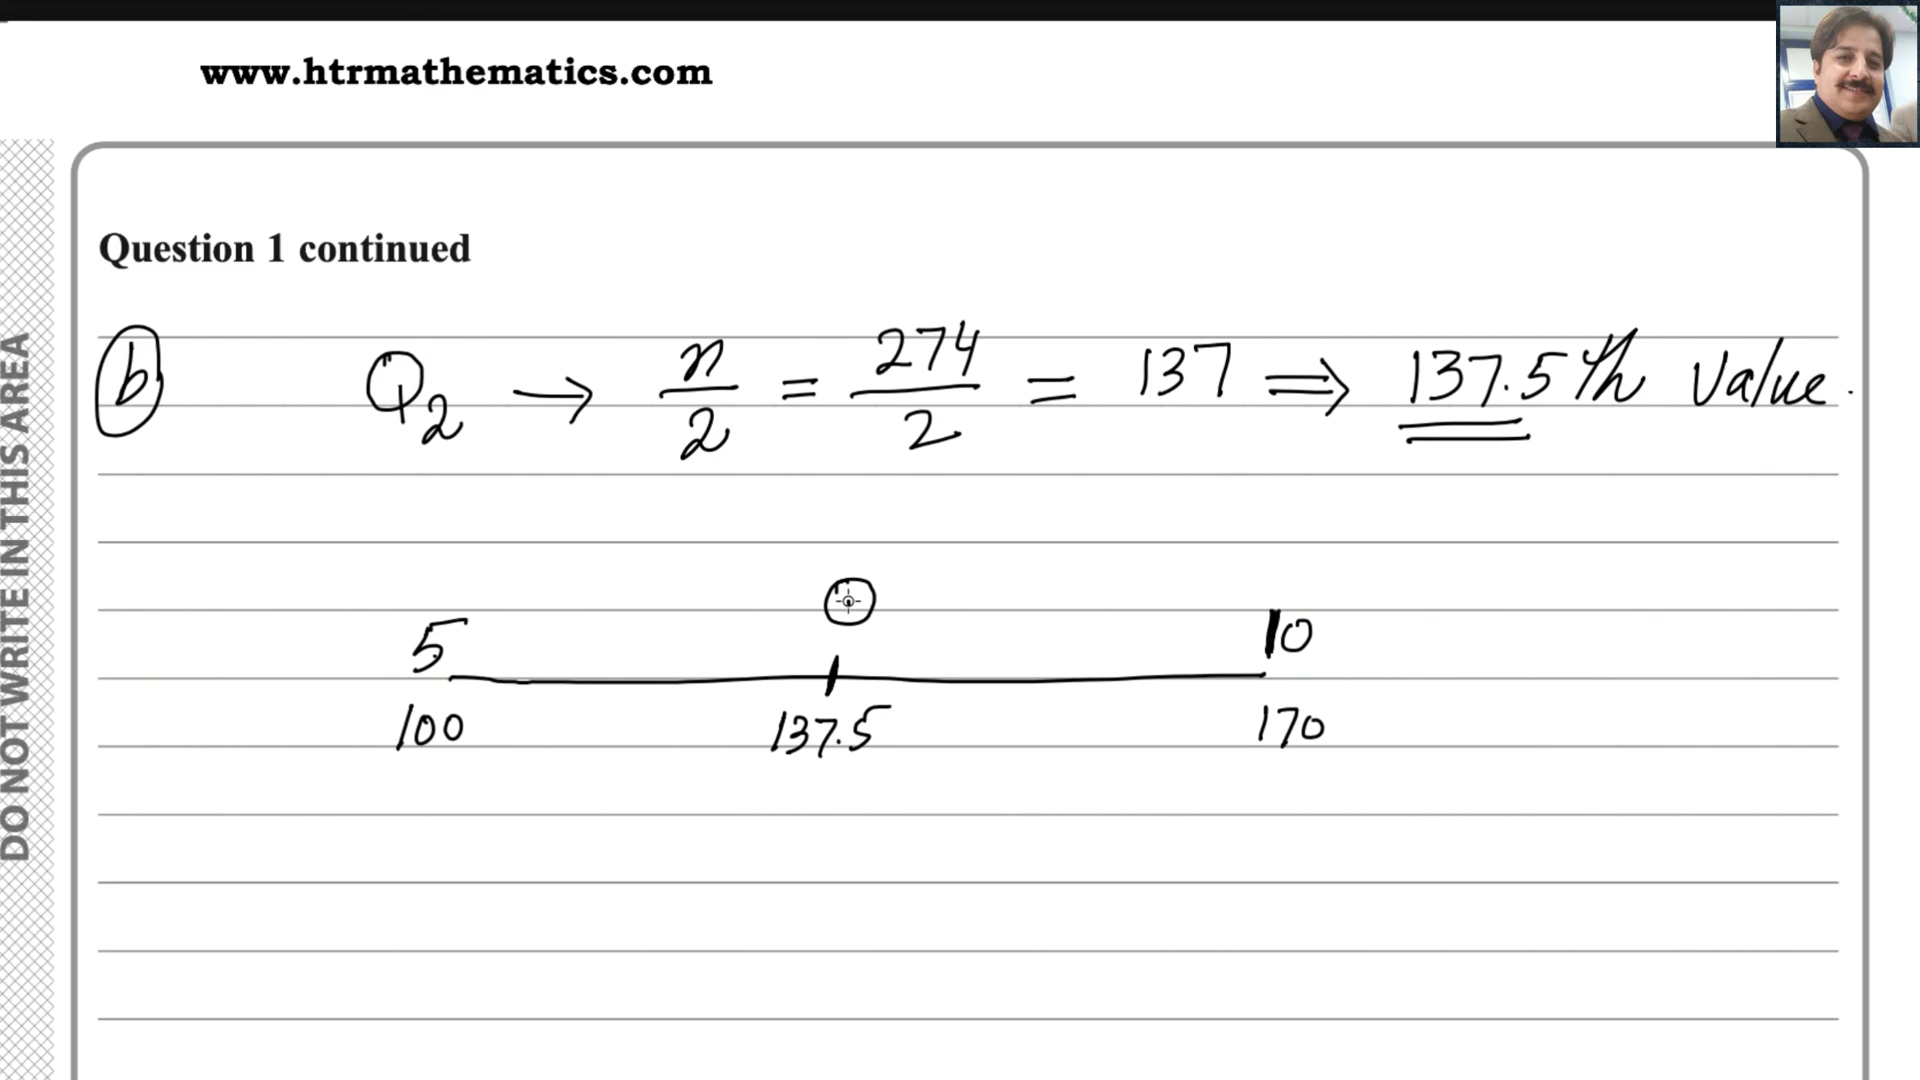 www.htrmathematics.com
Question 1 continued
b Q₂ → n/2 = 274/2 = 137 ⇒ 137.5th value.
5 10
100 137.5 170
DO NOT WRITE IN THIS AREA